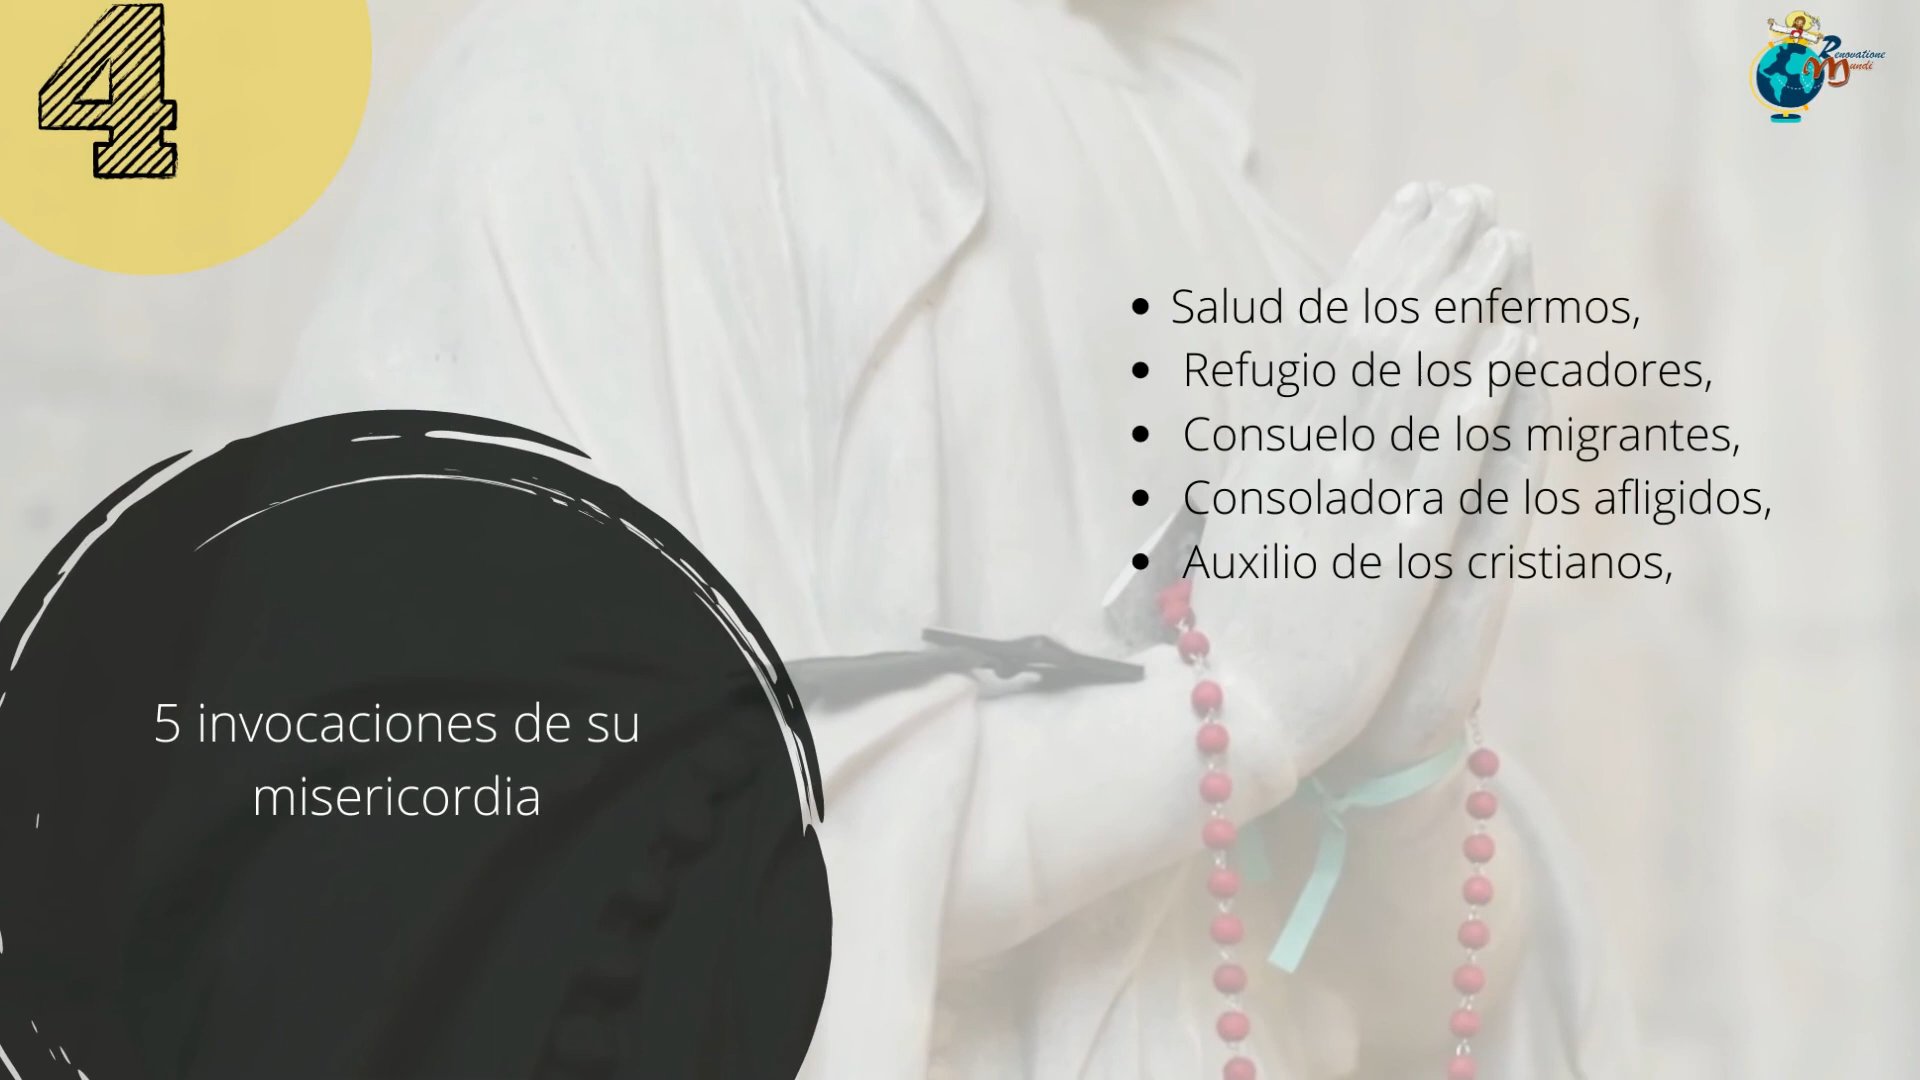 4
Renovatione
Mundi
Salud de los enfermos,
Refugio de los pecadores,
Consuelo de los migrantes,
Consoladora de los afligidos,
Auxilio de los cristianos,
5 invocaciones de su
misericordia